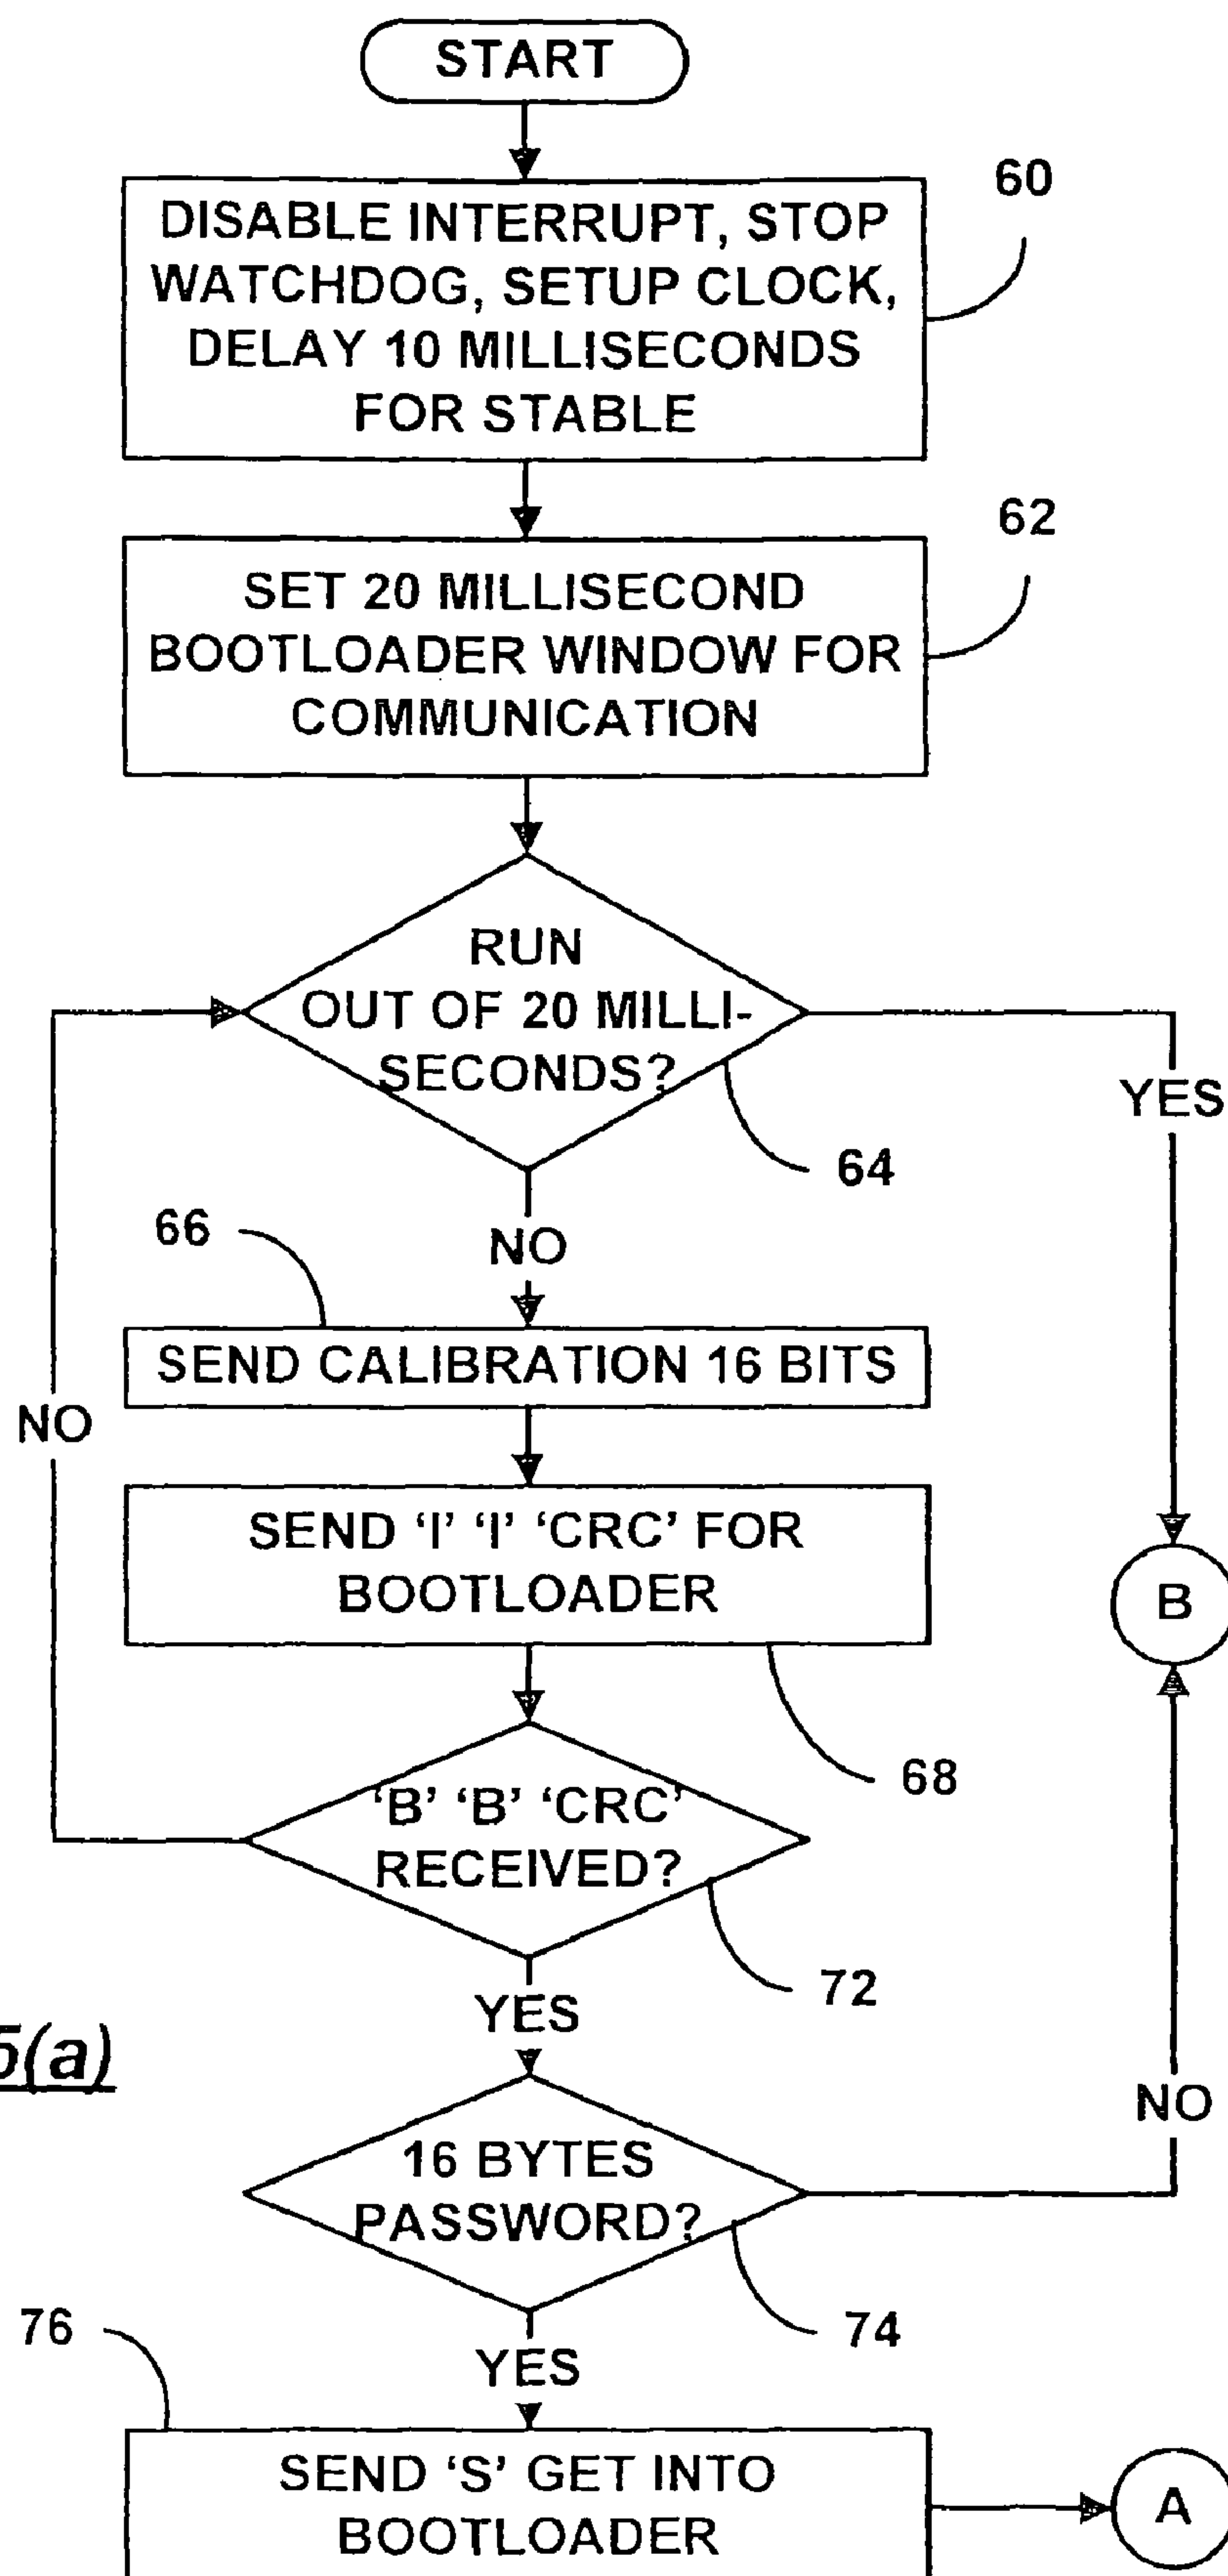 START
60
DISABLE INTERRUPT, STOP
WATCHDOG, SETUP CLOCK,
DELAY 10 MILLISECONDS
FOR STABLE
62
SET 20 MILLISECOND
BOOTLOADER WINDOW FOR
COMMUNICATION
RUN
OUT OF 20 MILLI-
SECONDS?
YES
64
66
NO
SEND CALIBRATION 16 BITS
NO
SEND ‘I’ ‘I’ ‘CRC’ FOR
BOOTLOADER
B
68
‘B’ ‘B’ ‘CRC’
RECEIVED?
72
YES
5(a)
NO
16 BYTES
PASSWORD?
74
76
YES
SEND ‘S’ GET INTO
BOOTLOADER
A